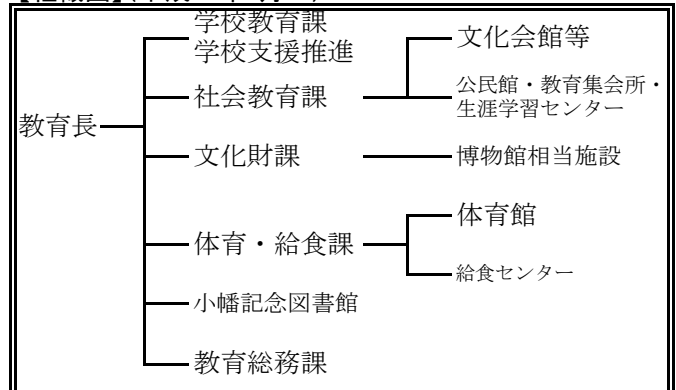 学校教育課
学校支援推進
文化会館等
社会教育課
公民館・教育集会所・
生涯学習センター
教育長
文化財課
博物館相当施設
体育館
体育・給食課
給食センター
小幡記念図書館
教育総務課